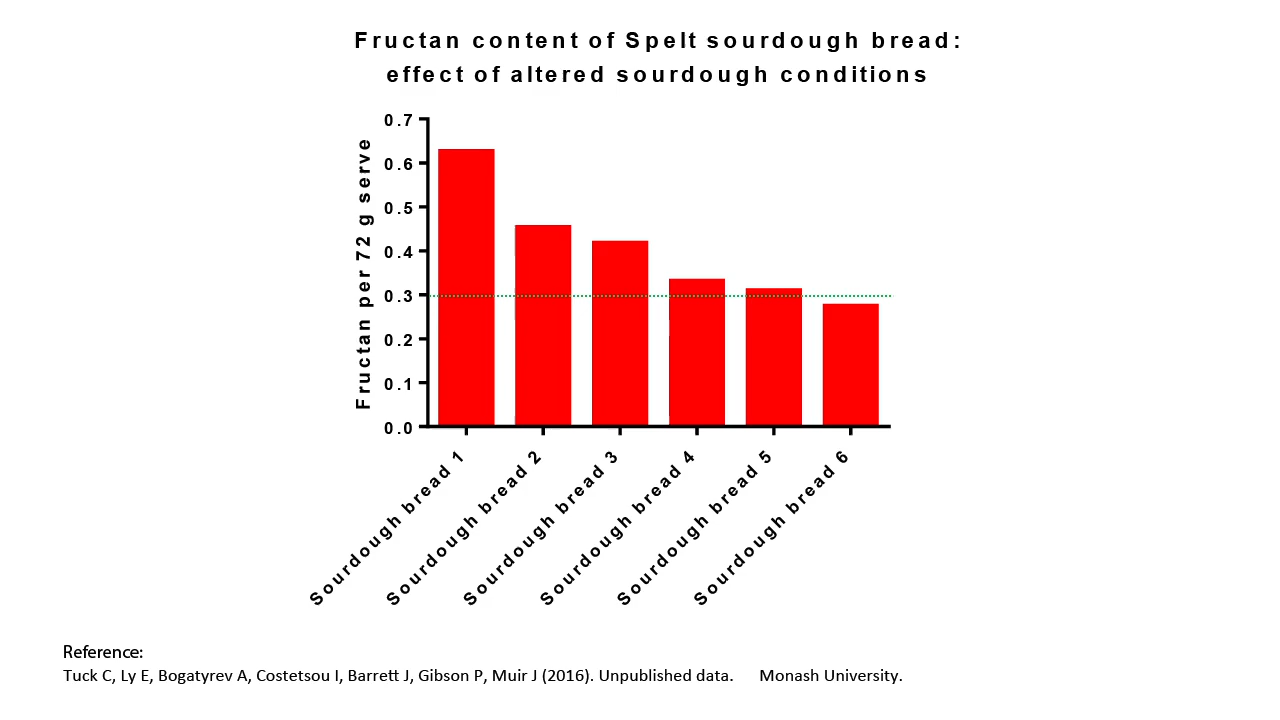 Fructan content of Spelt sourdough bread:
effect of altered sourdough conditions
Fructan per 72 g serve
0.7
0.6
0.5
0.4
0.3
0.2
0.1
0.0
Sourdough bread 1
Sourdough bread 2
Sourdough bread 3
Sourdough bread 4
Sourdough bread 5
Sourdough bread 6
Reference:
Tuck C, Ly E, Bogatyrev A, Costetsou I, Barrett J, Gibson P, Muir J (2016). Unpublished data. Monash University.